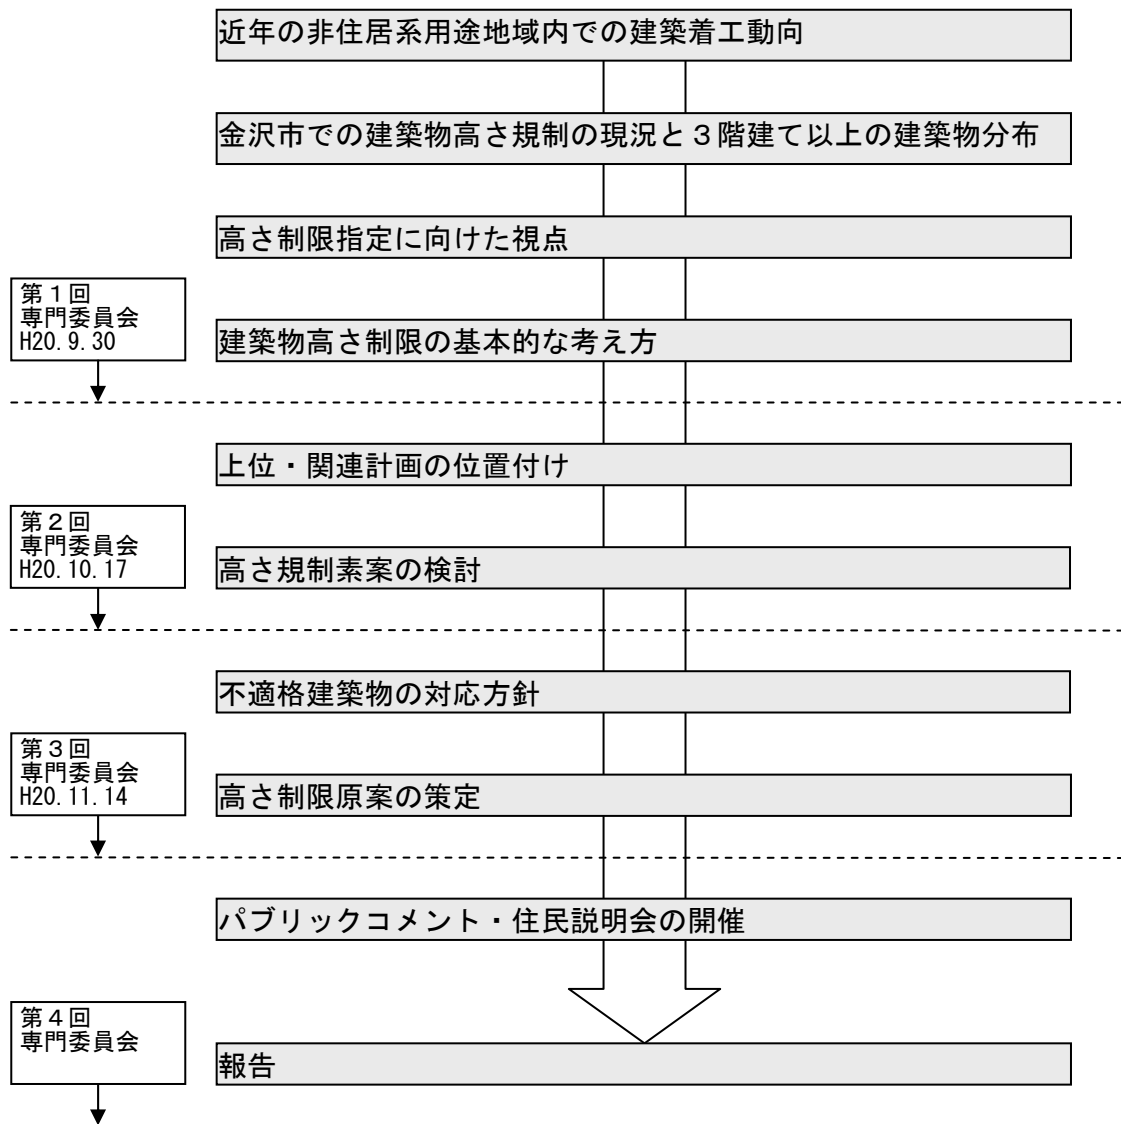 近年の非住居系用途地域内での建築着工動向
金沢市での建築物高さ規制の現況と３階建て以上の建築物分布
高さ制限指定に向けた視点
第１回
専門委員会
H20.9.30
建築物高さ制限の基本的な考え方
上位・関連計画の位置付け
第２回
専門委員会
H20.10.17
高さ規制素案の検討
不適格建築物の対応方針
第３回
専門委員会
H20.11.14
高さ制限原案の策定
パブリックコメント・住民説明会の開催
第４回
専門委員会
報告